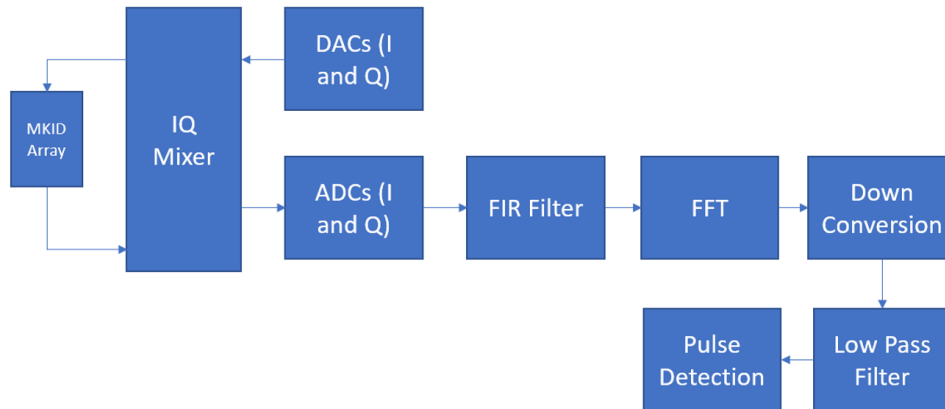 DACs (I
and Q)
MKID
Array
IQ
Mixer
ADCs (I
and Q)
FIR Filter
FFT
Down
Conversion
Low Pass
Filter
Pulse
Detection